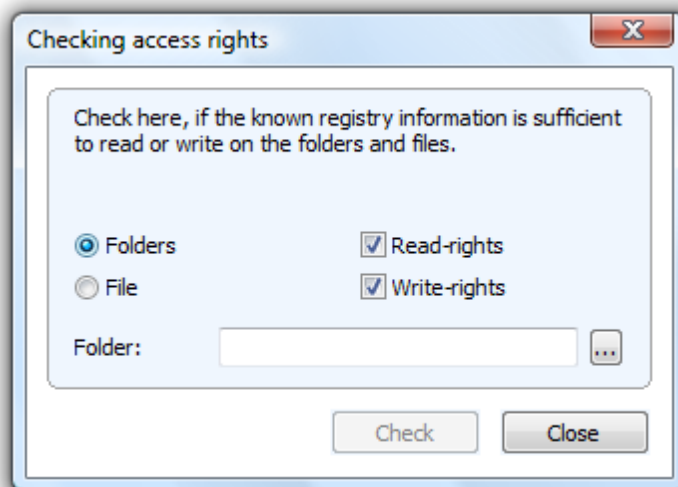 Checking access rights
Check here, if the known registry information is sufficient
to read or write on the folders and files.
Folders
Read-rights
File
Write-rights
Folder:
...
Check
Close